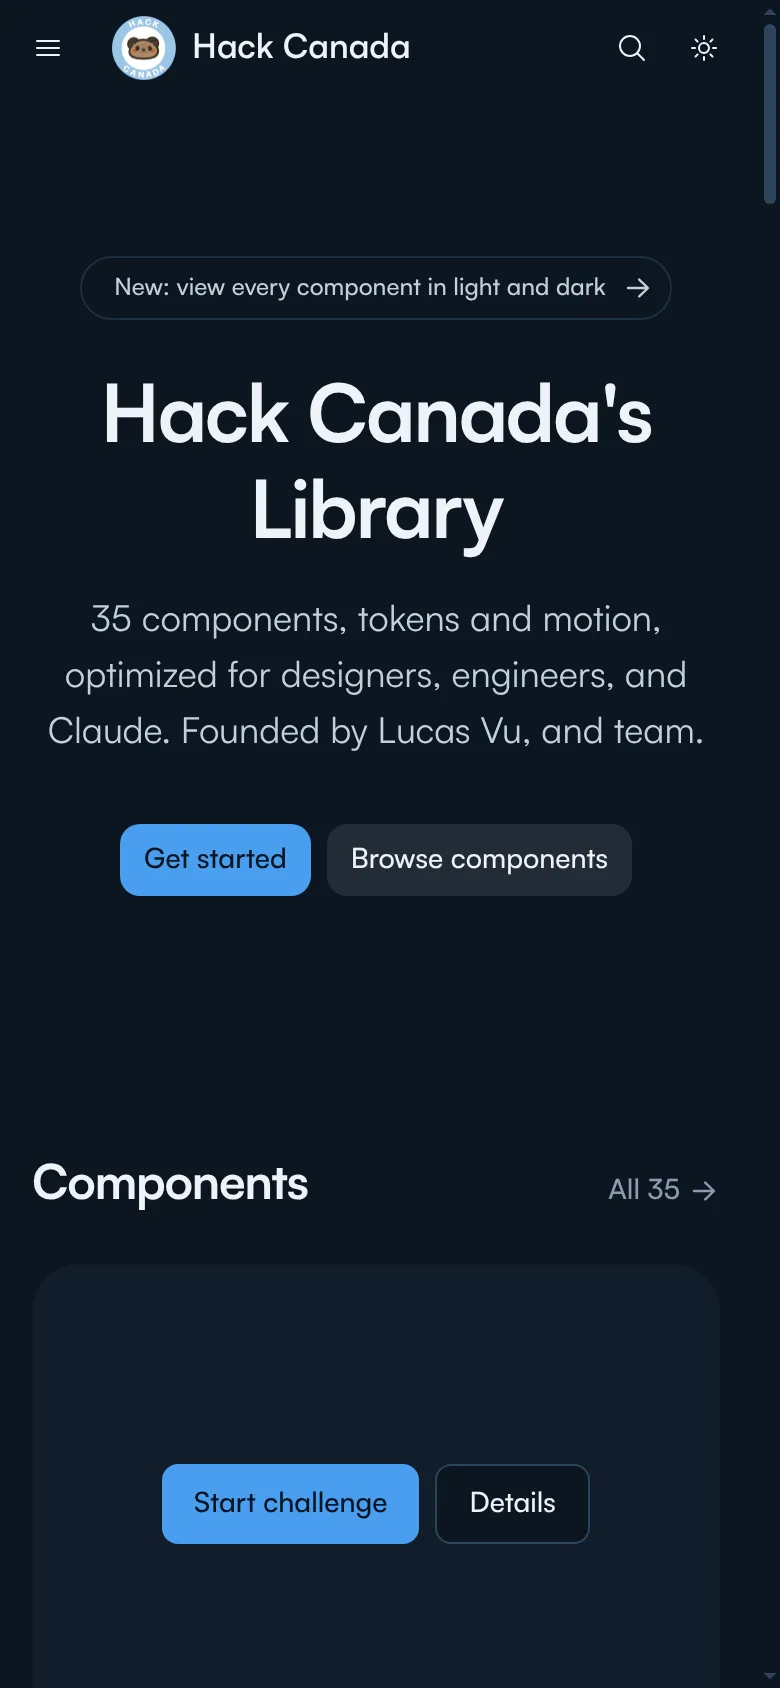 HACK
CANADA
Hack Canada
New: view every component in light and dark →
Hack Canada's
Library
35 components, tokens and motion,
optimized for designers, engineers, and
Claude. Founded by Lucas Vu, and team.
Get started
Browse components
Components
All 35 →
Start challenge
Details